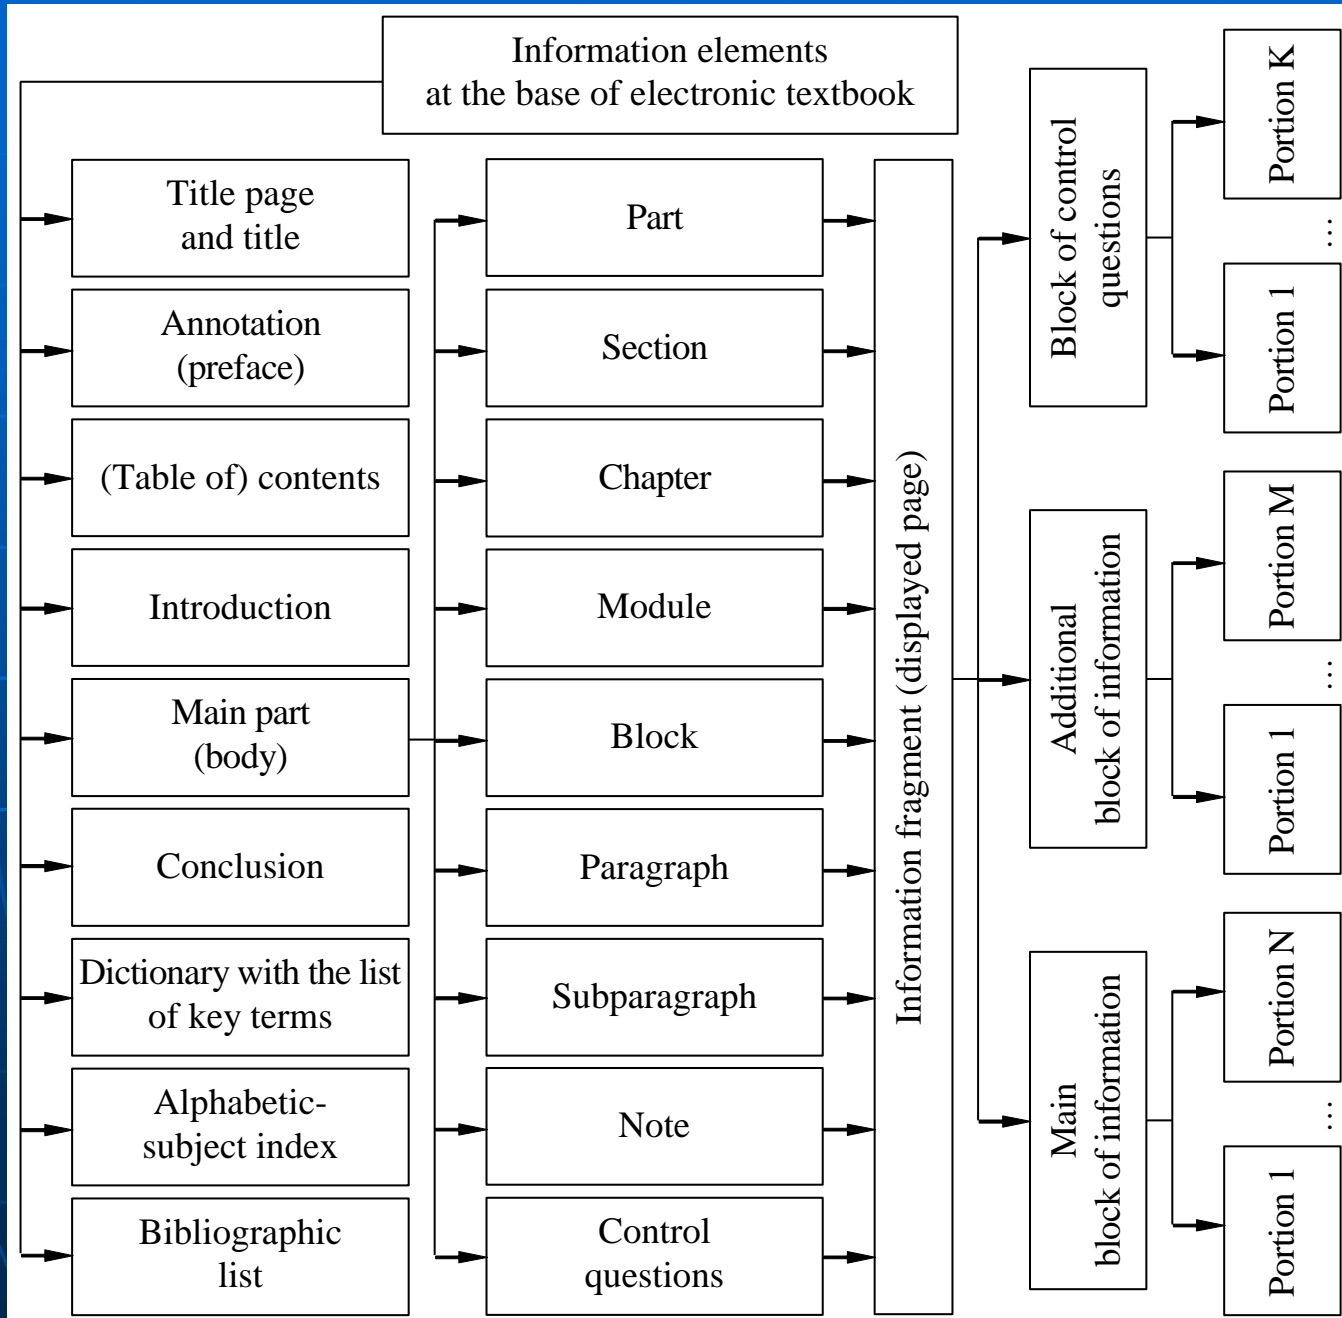 Information elements
at the base of electronic textbook
Title page
and title
Annotation
(preface)
(Table of) contents
Introduction
Main part
(body)
Conclusion
Dictionary with the list
of key terms
Alphabetic-
subject index
Bibliographic
list
Part
Section
Chapter
Module
Block
Paragraph
Subparagraph
Note
Control
questions
Information fragment (displayed page)
Block of control
questions
Portion K
...
Portion 1
Additional
block of information
Portion M
...
Portion 1
Main
block of information
Portion N
...
Portion 1